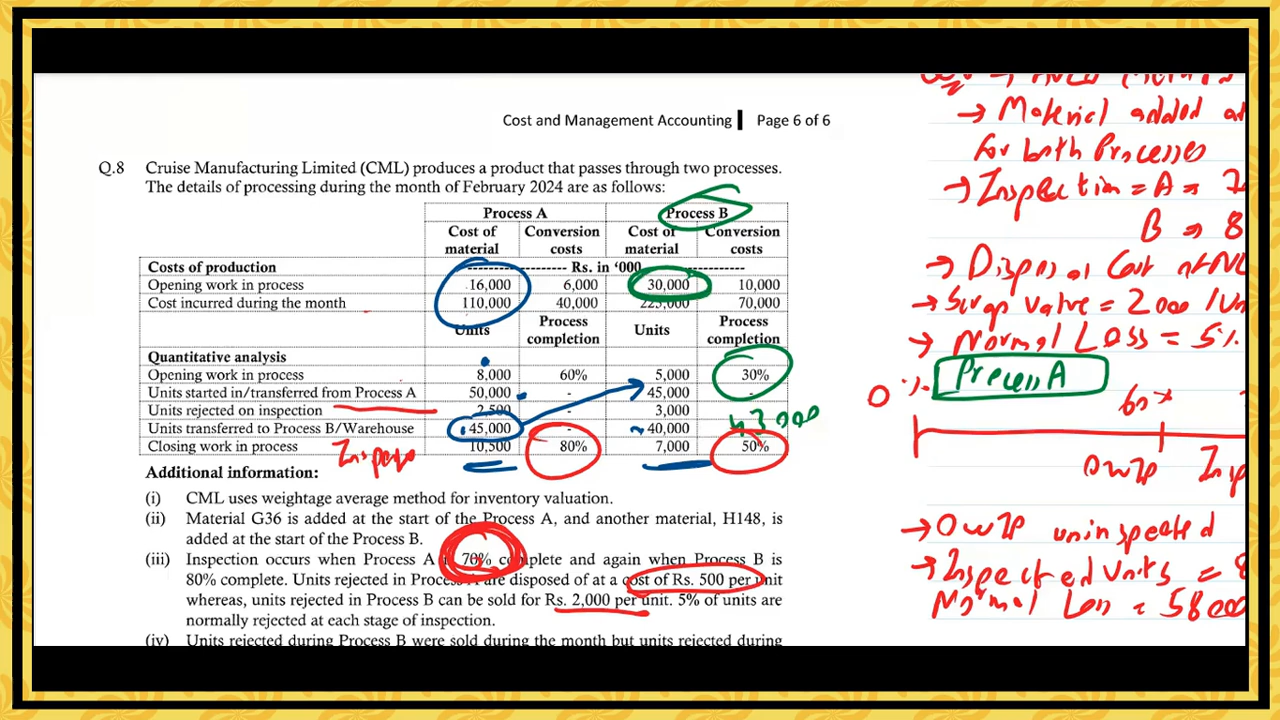 Cost and Management Accounting | Page 6 of 6
Q.8 Cruise Manufacturing Limited (CML) produces a product that passes through two processes.
The details of processing during the month of February 2024 are as follows:
Process A Process B
Cost of material Conversion costs Cost of material Conversion costs
Costs of production ---------------------- Rs. in ‘000 ----------------------
Opening work in process 16,000 6,000 30,000 10,000
Cost incurred during the month 110,000 40,000 225,000 70,000
Units Process completion Units Process completion
Quantitative analysis
Opening work in process 8,000 60% 5,000 30%
Units started in/transferred from Process A 50,000 - 45,000 -
Units rejected on inspection 2,500 - 3,000
Units transferred to Process B/Warehouse 45,000 - 40,000 -
Closing work in process 10,500 80% 7,000 50%
43000
Additional information:
(i) CML uses weightage average method for inventory valuation.
(ii) Material G36 is added at the start of the Process A, and another material, H148, is
added at the start of the Process B.
(iii) Inspection occurs when Process A is 70% complete and again when Process B is
80% complete. Units rejected in Process A are disposed of at a cost of Rs. 500 per unit
whereas, units rejected in Process B can be sold for Rs. 2,000 per unit. 5% of units are
normally rejected at each stage of inspection.
(iv) Units rejected during Process B were sold during the month but units rejected during
→ Material added at
for both Processes
→ Inspection = A = 7
B → 8
→ Disposal Cost
→ Scrap value = 2000 /
→ Normal Loss = 5%
Process A
0 %
60%
OWIP
→ OWIP uninspected
→ Inspected units = 
Normal Loss = 58000